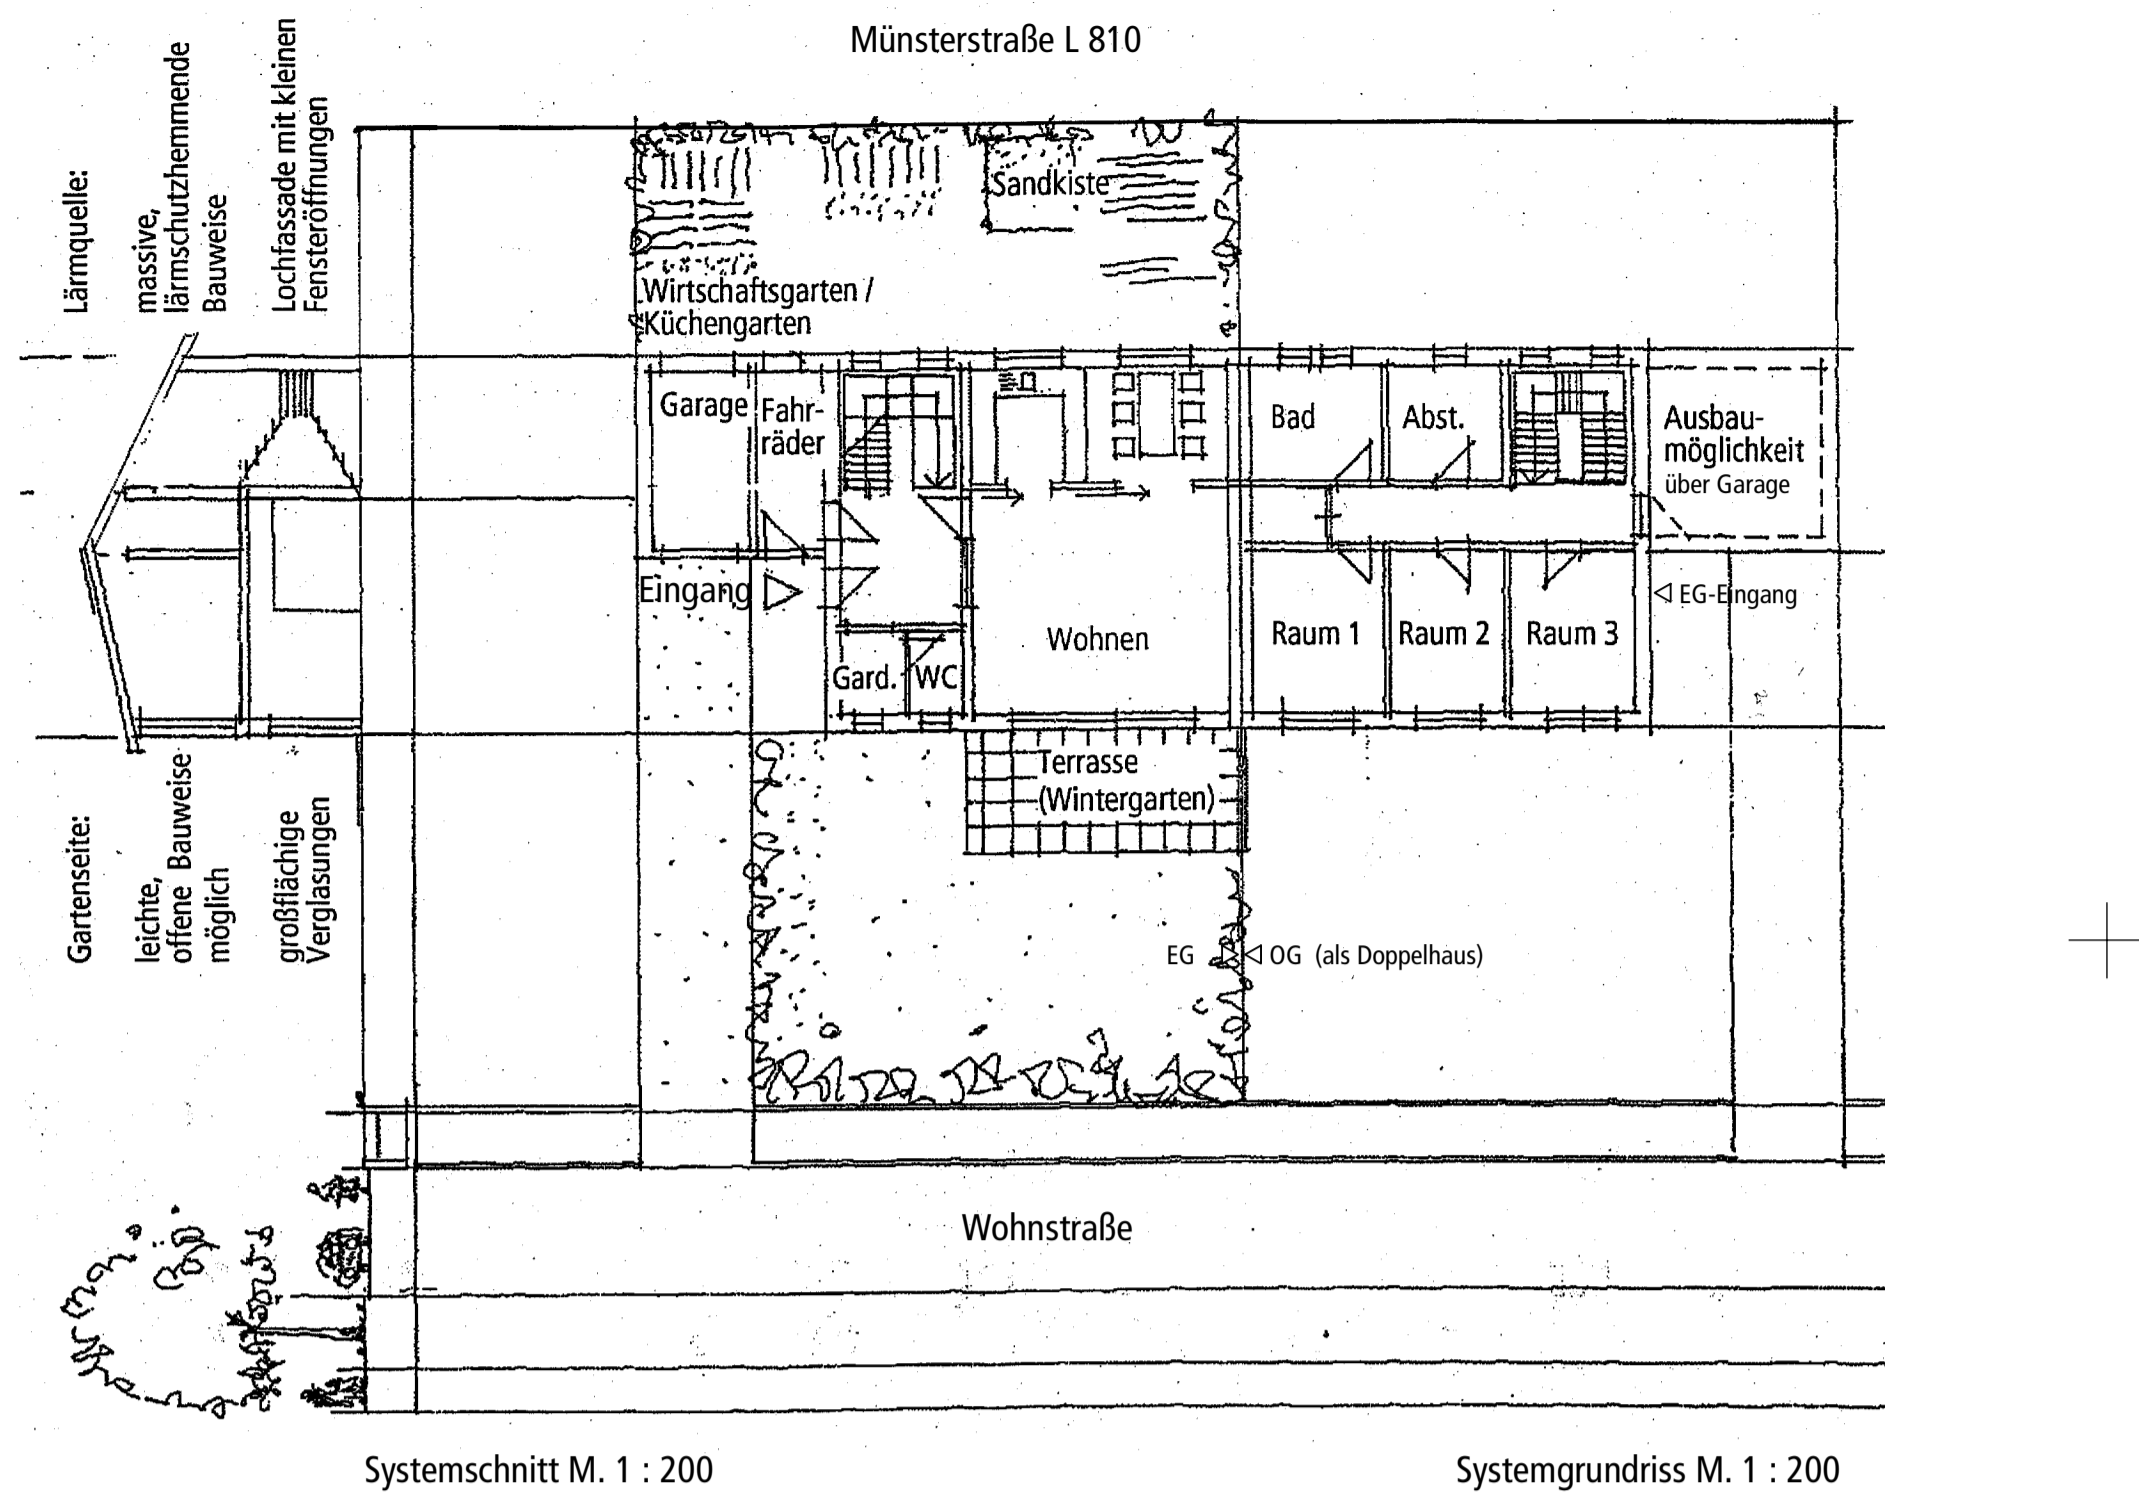 Münsterstraße L 810
Lärmquelle:
massive,
lärmschutzhemmende
Bauweise
Lochfassade mit kleinen
Fensteröffnungen
Sandkiste
Wirtschaftsgarten /
Küchengarten
Garage
Fahr-
räder
Bad
Abst.
Ausbau-
möglichkeit
über Garage
Eingang
EG-Eingang
Wohnen
Raum 1
Raum 2
Raum 3
Gard.
WC
Terrasse
(Wintergarten)
Gartenseite:
leichte,
offene Bauweise
möglich
großflächige
Verglasungen
EG
OG (als Doppelhaus)
Wohnstraße
Systemschnitt M. 1 : 200
Systemgrundriss M. 1 : 200